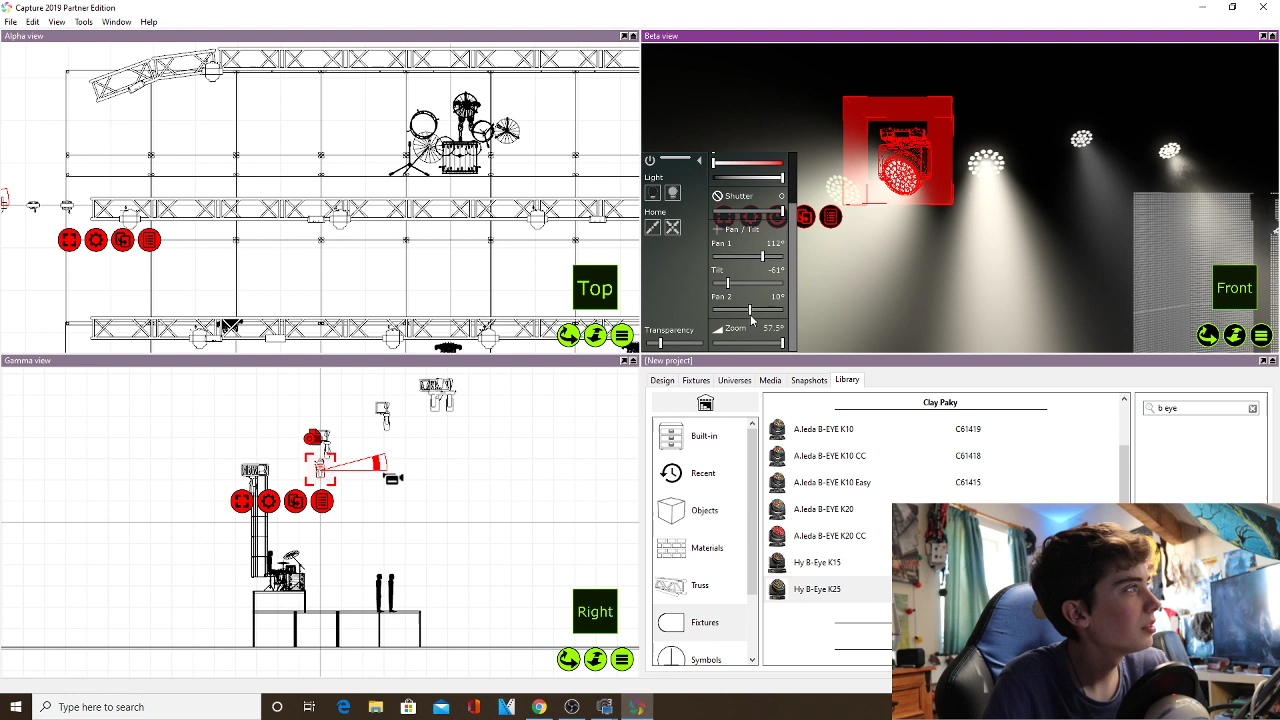 Capture 2019 Partner Edition
File Edit View Tools Window Help
Alpha view
Beta view
Light
Home
Transparency
Shutter 0
Pan / Tilt
Pan 1 112°
Tilt -61°
Pan 2 10°
Zoom 57.5°
Top
Front
Gamma view
Right
[New project]
Design Fixtures Universes Media Snapshots Library
Built-in
Recent
Objects
Materials
Truss
Fixtures
Symbols
Clay Paky
A.leda B-EYE K10 C61419
A.leda B-EYE K10 CC C61418
A.leda B-EYE K10 Easy C61415
A.leda B-EYE K20
A.leda B-EYE K20 CC
Hy B-Eye K15
Hy B-Eye K25
b eye
Type here to search